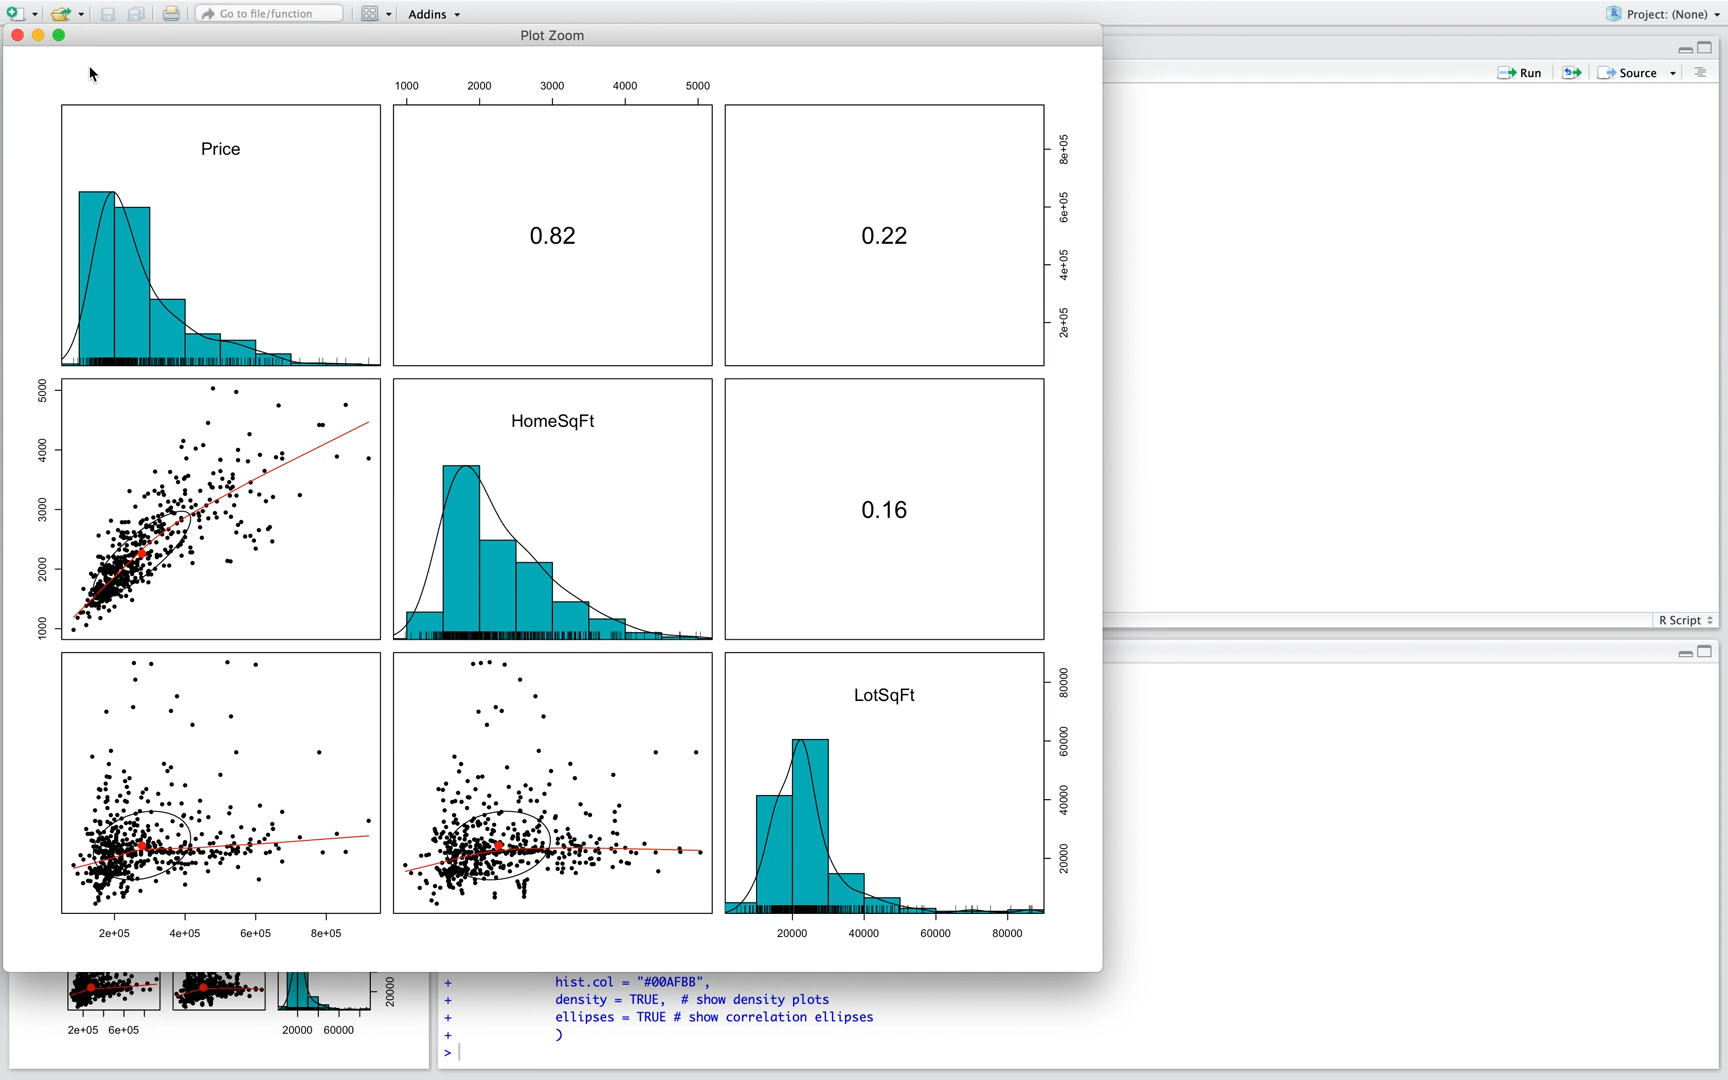 Go to file/function
Addins
Project: (None)
Plot Zoom
Run
Source
1000 2000 3000 4000 5000
Price
0.82
0.22
2e+05 4e+05 6e+05 8e+05
1000 2000 3000 4000 5000
HomeSqFt
0.16
R Script
LotSqFt
20000 40000 60000 80000
2e+05 4e+05 6e+05 8e+05
20000 40000 60000 80000
20000
2e+05 6e+05
20000 60000
+ hist.col = "#00AFBB",
+ density = TRUE, # show density plots
+ ellipses = TRUE # show correlation ellipses
+ )
>